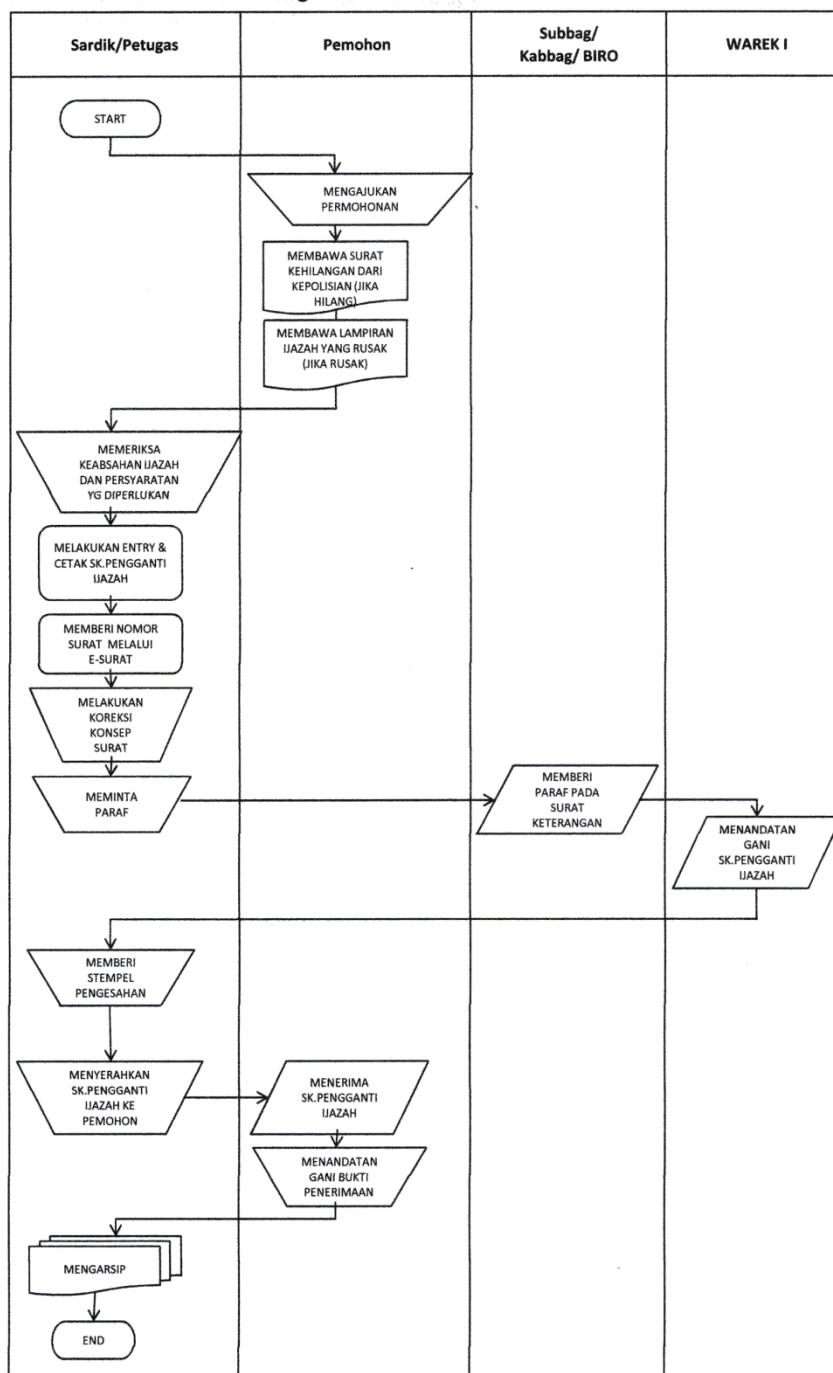 Sardik/Petugas
Pemohon
Subbag/
Kabbag/ BIRO
WAREK I
START
MENGAJUKAN
PERMOHONAN
MEMBAWA SURAT
KEHILANGAN DARI
KEPOLISIAN (JIKA
HILANG)
MEMBAWA LAMPIRAN
IJAZAH YANG RUSAK
(JIKA RUSAK)
MEMERIKSA
KEABSAHAN IJAZAH
DAN PERSYARATAN
YG DIPERLUKAN
MELAKUKAN ENTRY &
CETAK SK.PENGGANTI
IJAZAH
MEMBERI NOMOR
SURAT MELALUI
E-SURAT
MELAKUKAN
KOREKSI
KONSEP
SURAT
MEMINTA
PARAF
MEMBERI
PARAF PADA
SURAT
KETERANGAN
MENANDATAN
GANI
SK.PENGGANTI
IJAZAH
MEMBERI
STEMPEL
PENGESAHAN
MENYERAHKAN
SK.PENGGANTI
IJAZAH KE
PEMOHON
MENERIMA
SK.PENGGANTI
IJAZAH
MENANDATAN
GANI BUKTI
PENERIMAAN
MENGARSIP
END